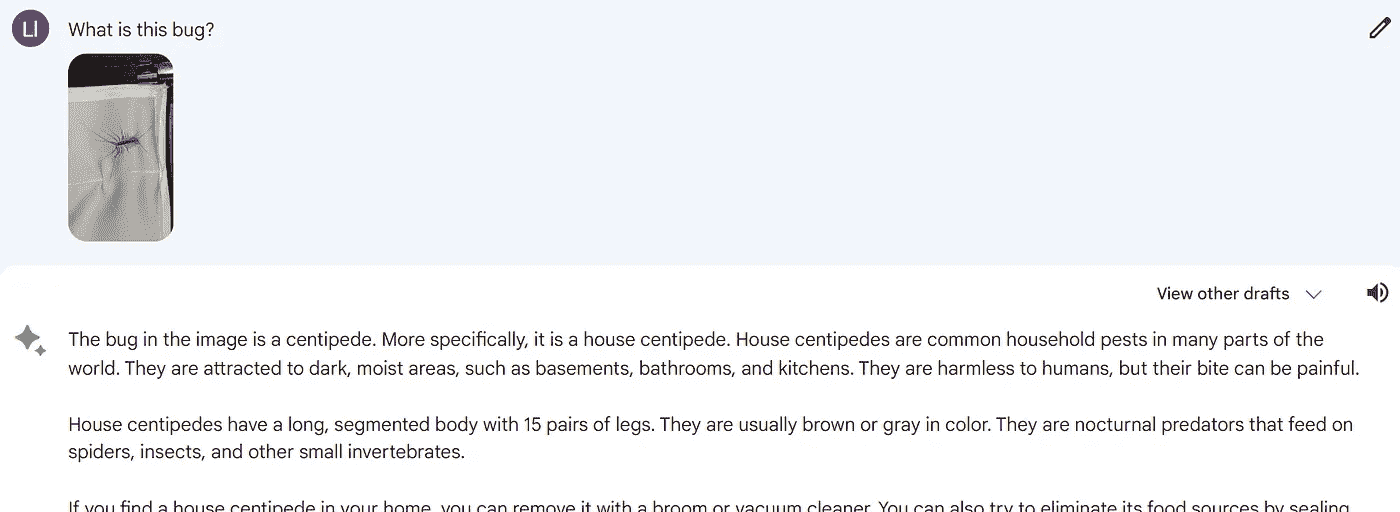 LI
What is this bug?
View other drafts
The bug in the image is a centipede. More specifically, it is a house centipede. House centipedes are common household pests in many parts of the
world. They are attracted to dark, moist areas, such as basements, bathrooms, and kitchens. They are harmless to humans, but their bite can be painful.
House centipedes have a long, segmented body with 15 pairs of legs. They are usually brown or gray in color. They are nocturnal predators that feed on
spiders, insects, and other small invertebrates.
If you find a house centipede in your home, you can remove it with a broom or vacuum cleaner. You can also try to eliminate its food sources by sealing